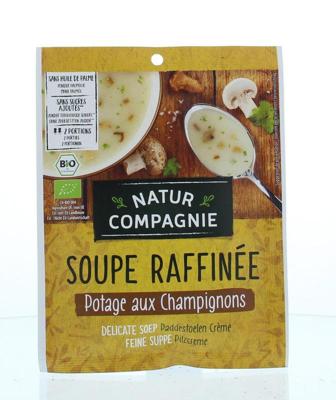 SANS HUILE DE PALME
SANS SUCRES
AJOUTÉS**
2 PORTIONS
BIO
NATUR
COMPAGNIE
SOUPE RAFFINÉE
Potage aux Champignons
DELICATE SOEP Paddestoelen Crème
FEINE SUPPE Pilzcreme